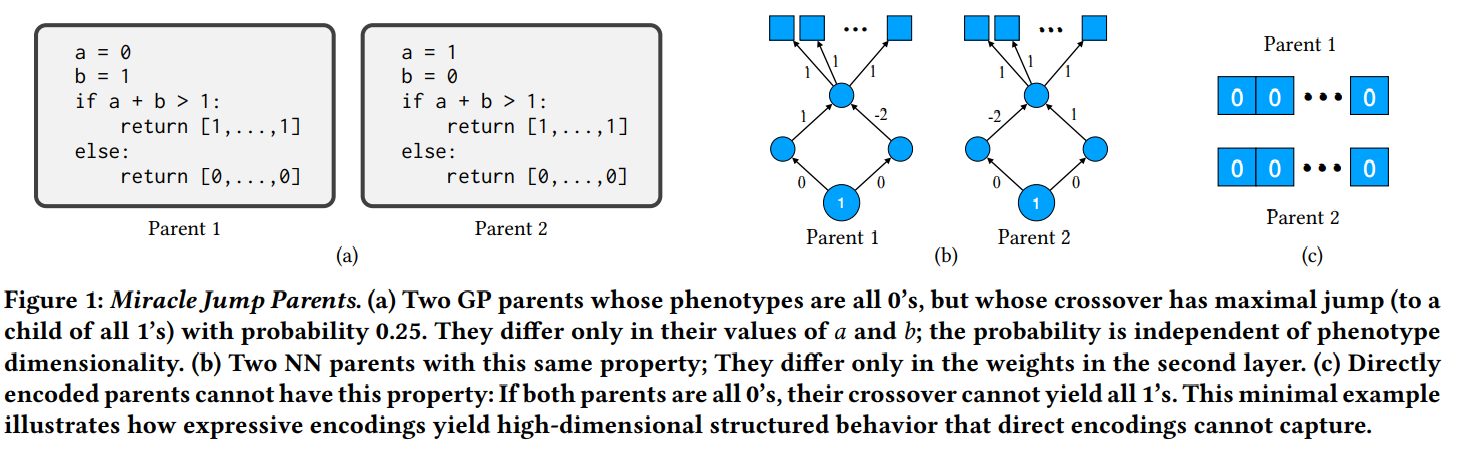 a = 0
b = 1
if a + b > 1:
    return [1,...,1]
else:
    return [0,...,0]
Parent 1
a = 1
b = 0
if a + b > 1:
    return [1,...,1]
else:
    return [0,...,0]
Parent 2
(a)
...
1 1 1
1 -2
0 0
1
Parent 1
...
1 1 1
-2 1
0 0
1
Parent 2
(b)
Parent 1
0 0 ... 0
0 0 ... 0
Parent 2
(c)
Figure 1: Miracle Jump Parents. (a) Two GP parents whose phenotypes are all 0's, but whose crossover has maximal jump (to a
child of all 1's) with probability 0.25. They differ only in their values of a and b; the probability is independent of phenotype
dimensionality. (b) Two NN parents with this same property; They differ only in the weights in the second layer. (c) Directly
encoded parents cannot have this property: If both parents are all 0's, their crossover cannot yield all 1's. This minimal example
illustrates how expressive encodings yield high-dimensional structured behavior that direct encodings cannot capture.